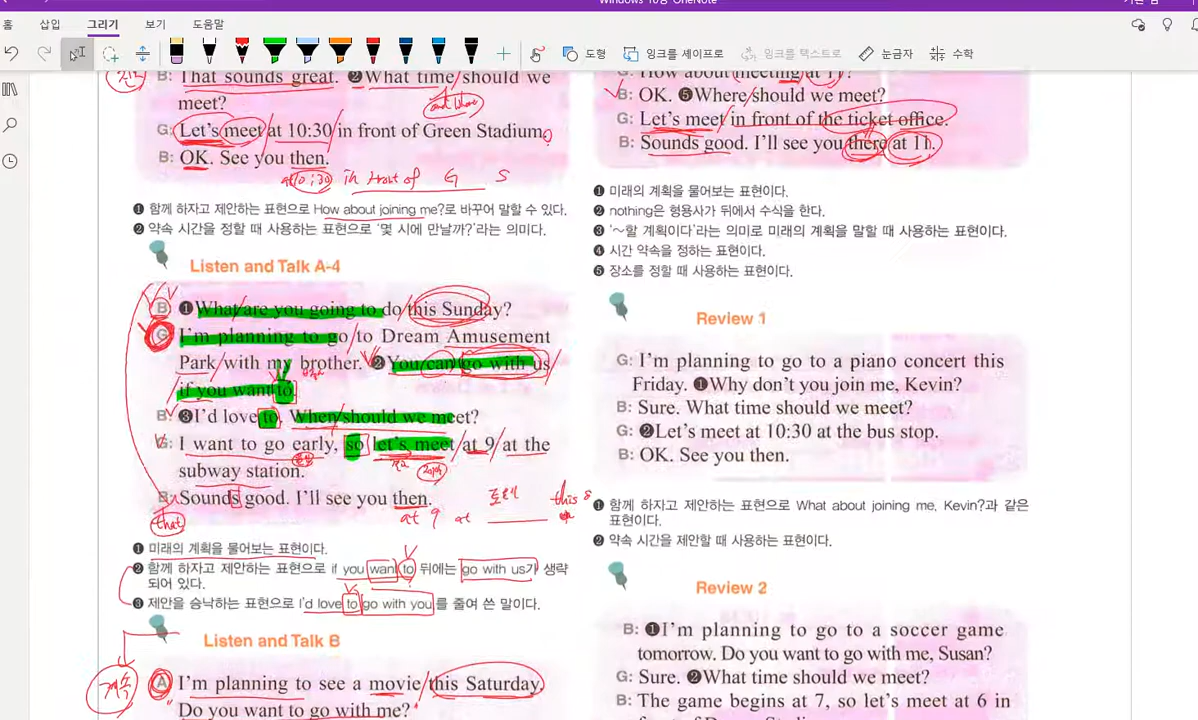 Windows 10용 OneNote
홈 삽입 그리기 보기 도움말
도형 잉크를 셰이프로 잉크를 텍스트로 눈금자 수학
B: That sounds great. ❷What time should we
meet?
G: Let's meet at 10:30 in front of Green Stadium.
B: OK. See you then.
at 10:30 in front of G S
❶ 함께 하자고 제안하는 표현으로 How about joining me?로 바꾸어 말할 수 있다.
❷ 약속 시간을 정할 때 사용하는 표현으로 '몇 시에 만날까?'라는 의미다.
Listen and Talk A-4
B: ❶What are you going to do this Sunday?
G: I'm planning to go to Dream Amusement
Park with my brother. ❷You can go with us
if you want to.
B: ❸I'd love to. When should we meet?
G: I want to go early, so let's meet at 9 at the
subway station.
B: Sounds good. I'll see you then.
that
at 9 at
❶ 미래의 계획을 물어보는 표현이다.
❷ 함께 하자고 제안하는 표현으로 if you want to 뒤에는 go with us가 생략
되어 있다.
❸ 제안을 승낙하는 표현으로 I'd love to go with you를 줄여 쓴 말이다.
Listen and Talk B
A: I'm planning to see a movie this Saturday.
Do you want to go with me?
G: How about meeting at 11?
B: OK. ❺Where should we meet?
G: Let's meet in front of the ticket office.
B: Sounds good. I'll see you there at 11.
❶ 미래의 계획을 물어보는 표현이다.
❷ nothing은 형용사가 뒤에서 수식을 한다.
❸ '~할 계획이다'라는 의미로 미래의 계획을 말할 때 사용하는 표현이다.
❹ 시간 약속을 정하는 표현이다.
❺ 장소를 정할 때 사용하는 표현이다.
Review 1
G: I'm planning to go to a piano concert this
Friday. ❶Why don't you join me, Kevin?
B: Sure. What time should we meet?
G: ❷Let's meet at 10:30 at the bus stop.
B: OK. See you then.
❶ 함께 하자고 제안하는 표현으로 What about joining me, Kevin?과 같은
표현이다.
❷ 약속 시간을 제안할 때 사용하는 표현이다.
Review 2
B: ❶I'm planning to go to a soccer game
tomorrow. Do you want to go with me, Susan?
G: Sure. ❷What time should we meet?
B: The game begins at 7, so let's meet at 6 in